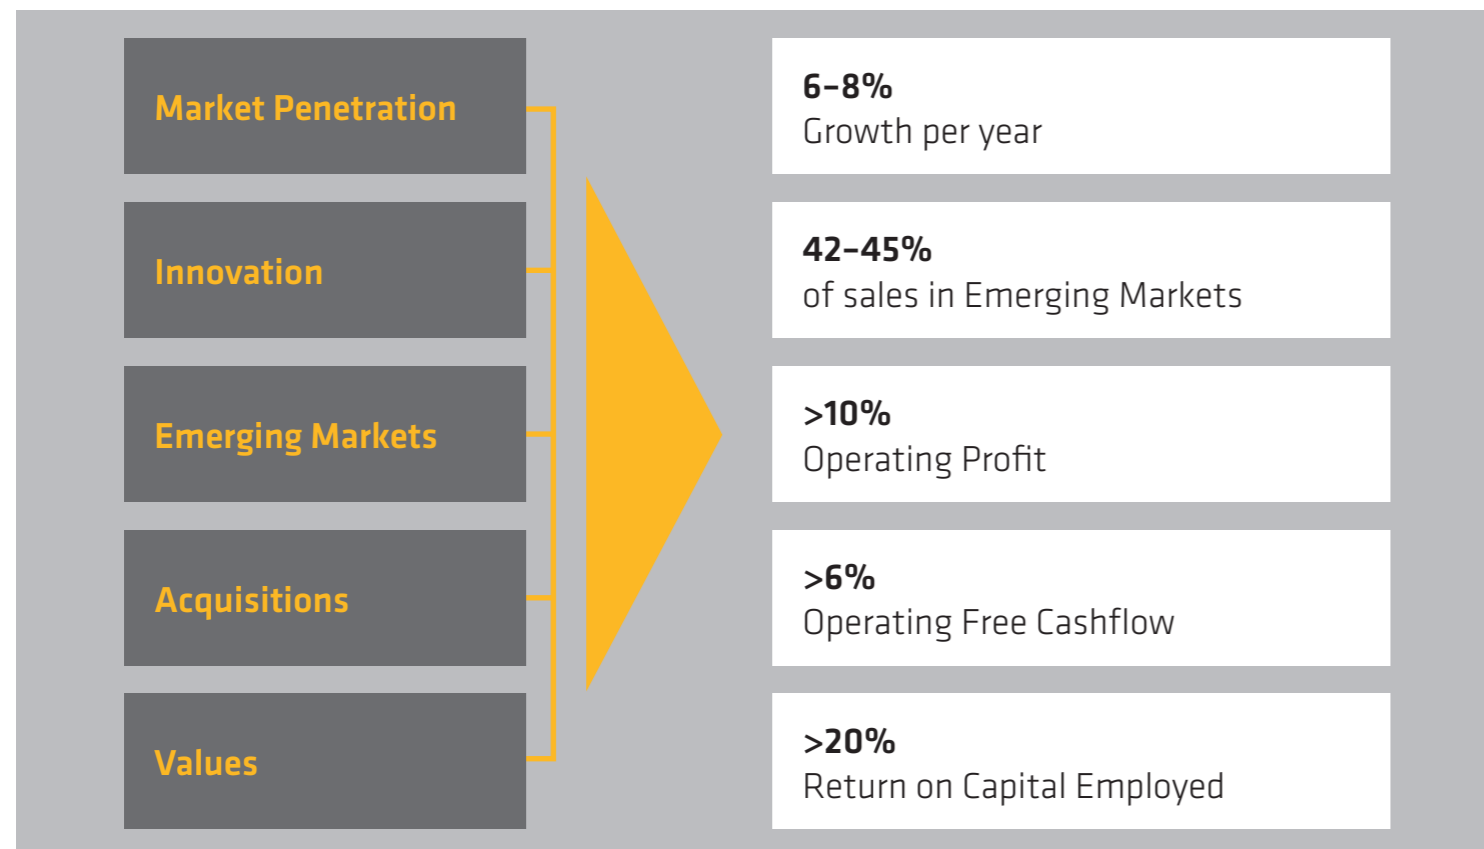 Market Penetration
Innovation
Emerging Markets
Acquisitions
Values
6–8%
Growth per year
42–45%
of sales in Emerging Markets
>10%
Operating Profit
>6%
Operating Free Cashflow
>20%
Return on Capital Employed